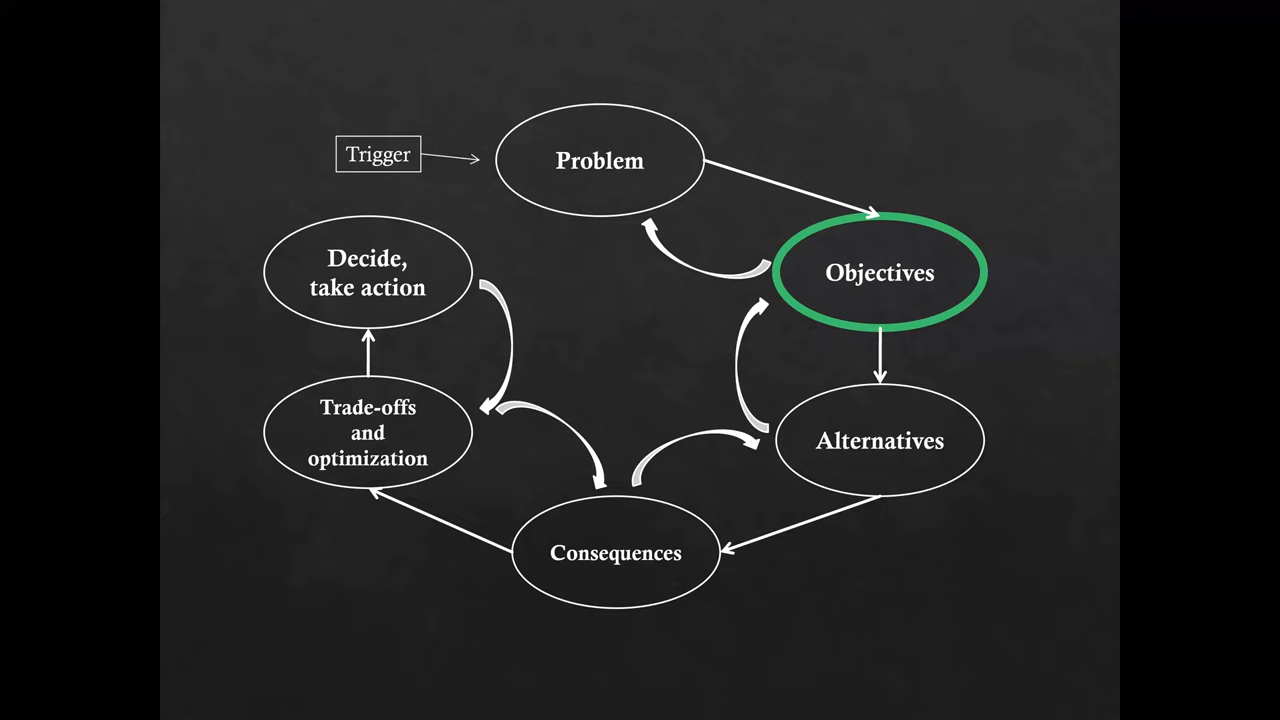 Trigger
Problem
Objectives
Alternatives
Consequences
Trade-offs
and
optimization
Decide,
take action